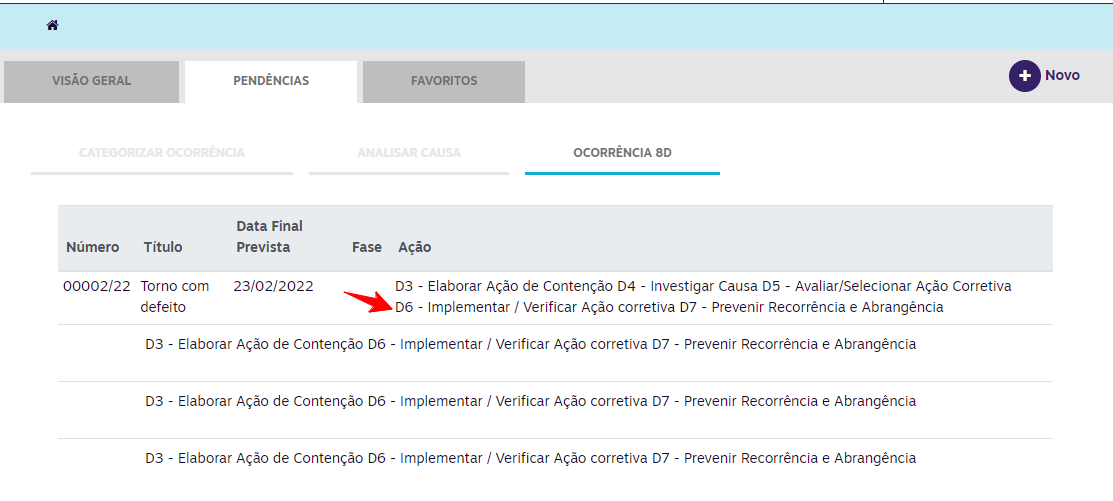 VISÃO GERAL PENDÊNCIAS FAVORITOS + Novo
CATEGORIZAR OCORRÊNCIA ANALISAR CAUSA OCORRÊNCIA 8D
Número Título Data Final Prevista Fase Ação
00002/22 Torno com defeito 23/02/2022 D3 - Elaborar Ação de Contenção D4 - Investigar Causa D5 - Avaliar/Selecionar Ação Corretiva
D6 - Implementar / Verificar Ação corretiva D7 - Prevenir Recorrência e Abrangência
D3 - Elaborar Ação de Contenção D6 - Implementar / Verificar Ação corretiva D7 - Prevenir Recorrência e Abrangência
D3 - Elaborar Ação de Contenção D6 - Implementar / Verificar Ação corretiva D7 - Prevenir Recorrência e Abrangência
D3 - Elaborar Ação de Contenção D6 - Implementar / Verificar Ação corretiva D7 - Prevenir Recorrência e Abrangência